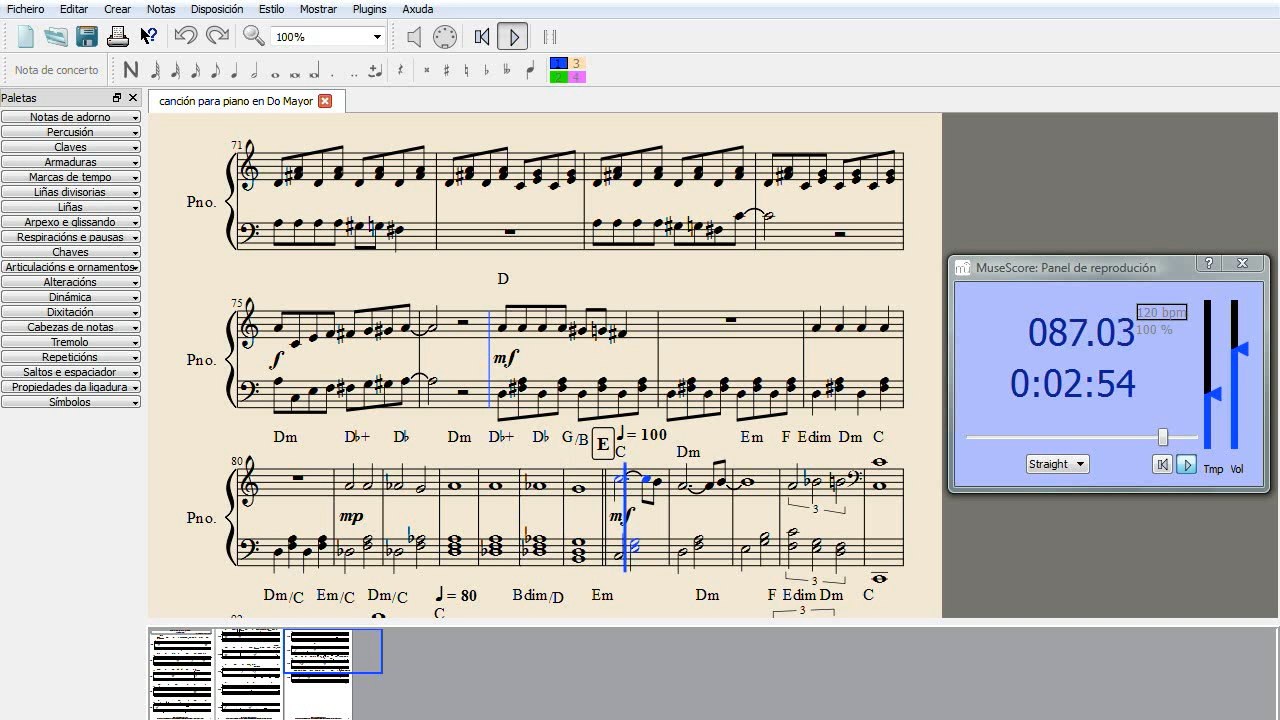 Ficheiro Editar Crear Notas Disposición Estilo Mostrar Plugins Axuda
100%
Nota de concerto N 1 3
2 4
Paletas
canción para piano en Do Mayor
Notas de adorno
Percusión
Claves
Armaduras
Marcas de tempo
Liñas divisorias
Liñas
Arpexo e glissando
Respiracións e pausas
Chaves
Articulacións e ornamentos
Alteracións
Dinámica
Dixitación
Cabezas de notas
Tremolo
Repeticións
Saltos e espaciador
Propiedades da ligadura
Símbolos
71
Pno.
D
75
Pno.
f
mf
Dm D♭+ D♭ Dm D♭+ D♭ G/B E ♩= 100
C Dm Em F Edim Dm C
80
Pno.
mp
mf
3
3
Dm/C Em/C Dm/C ♩= 80 Bdim/D Em Dm F Edim Dm C
C
3
MuseScore: Panel de reprodución
087.03
120 bpm
100 %
0:02:54
Straight
Tmp Vol